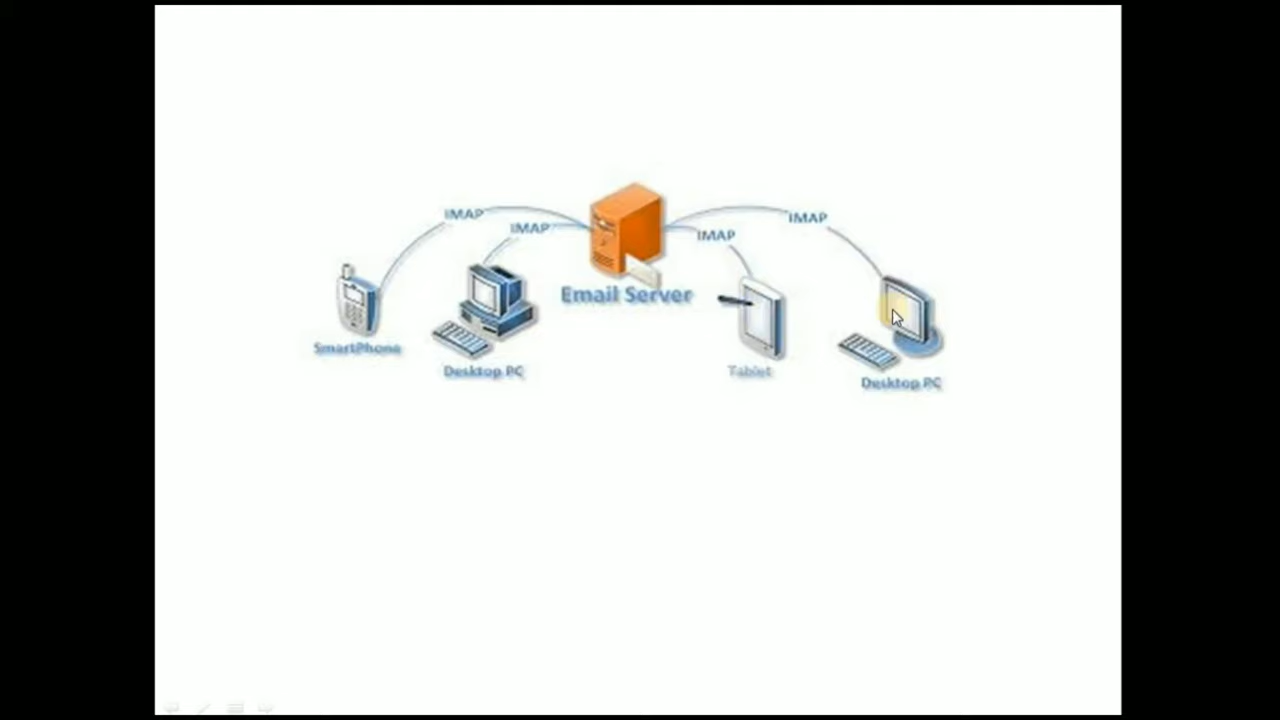 IMAP
IMAP
IMAP
IMAP
Email Server
SmartPhone
Desktop PC
Tablet
Desktop PC